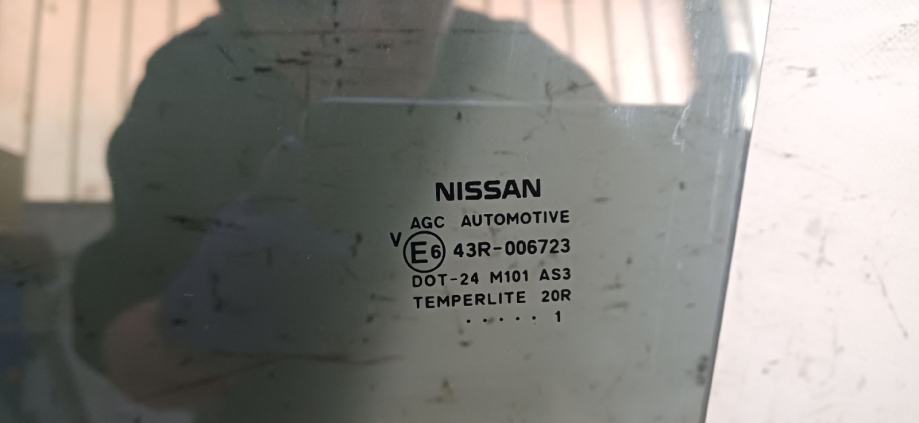 NISSAN
AGC AUTOMOTIVE
V E6 43R-006723
DOT-24 M101 AS3
TEMPERLITE 20R
. . . . . 1